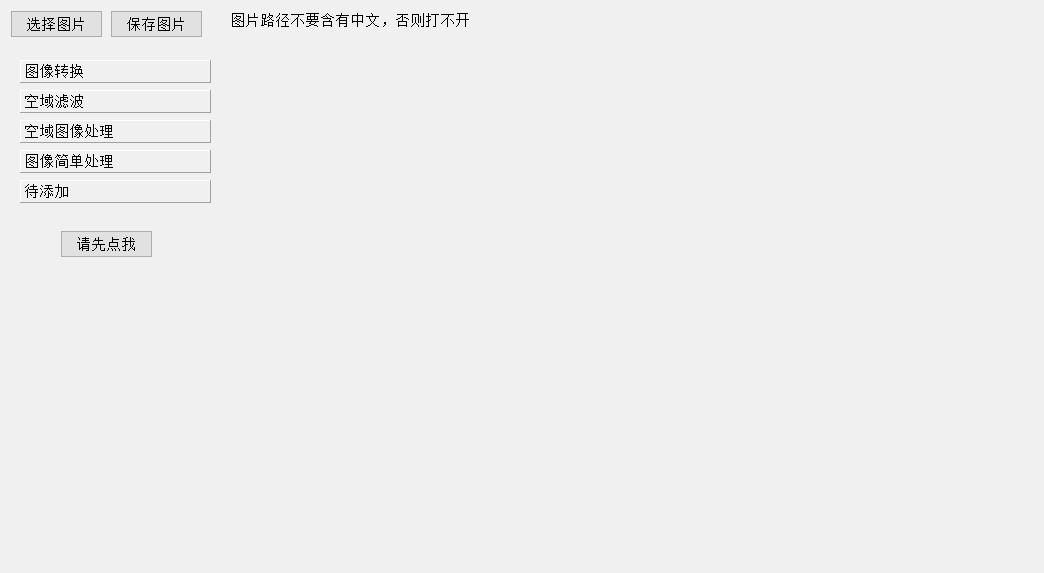 选择图片 保存图片 图片路径不要含有中文，否则打不开
图像转换
空域滤波
空域图像处理
图像简单处理
待添加
请先点我